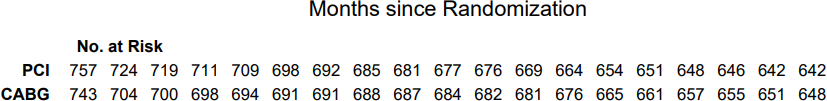 Months since Randomization
No. at Risk
PCI 757 724 719 711 709 698 692 685 681 677 676 669 664 654 651 648 646 642 642
CABG 743 704 700 698 694 691 691 688 687 684 682 681 676 665 661 657 655 651 648